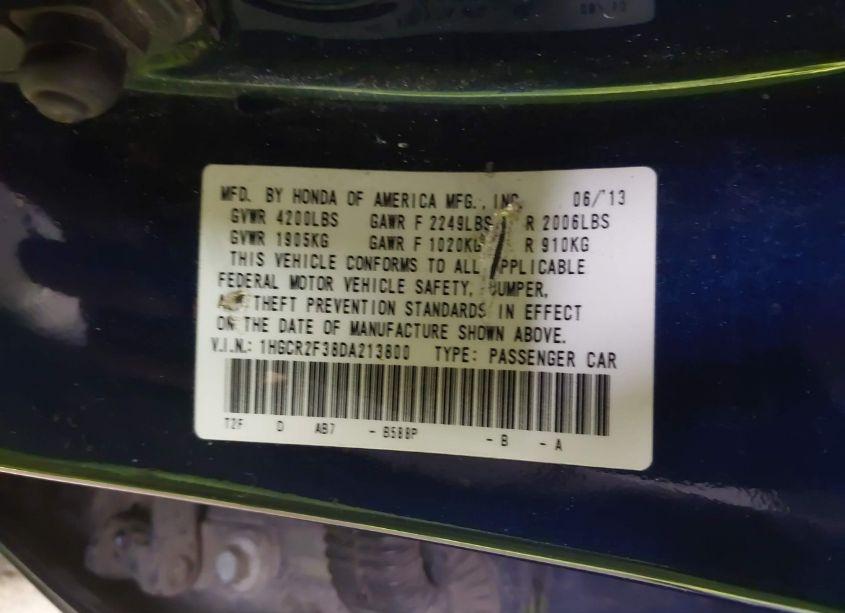 MFD. BY HONDA OF AMERICA MFG., INC. 06/13
GVWR 4200LBS GAWR F 2249LBS R 2006LBS
GVWR 1905KG GAWR F 1020KG R 910KG
THIS VEHICLE CONFORMS TO ALL APPLICABLE
FEDERAL MOTOR VEHICLE SAFETY, BUMPER,
THEFT PREVENTION STANDARDS IN EFFECT
ON THE DATE OF MANUFACTURE SHOWN ABOVE.
V.I.N.: 1HGCR2F38DA213800 TYPE: PASSENGER CAR
T2F D AB7 - B588P - B - A